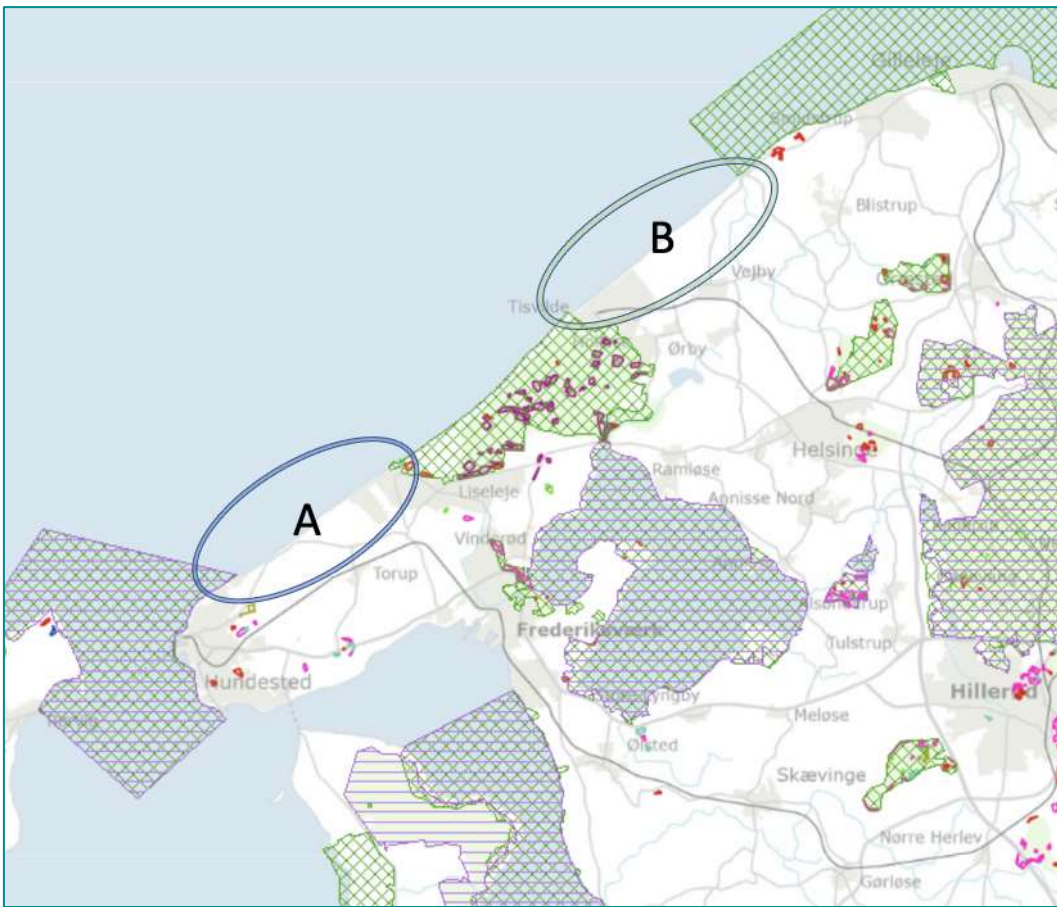 Gilleleje
Blistrup
B
Vejby
Tisvilde
Ørby
Helsinge
Ramløse
Liseleje
Annisse Nord
A
Vinderød
Torup
Frederiksværk
Tulstrup
Hundested
Hillerød
Meløse
Ølsted
Skævinge
Nørre Herlev
Gørløse